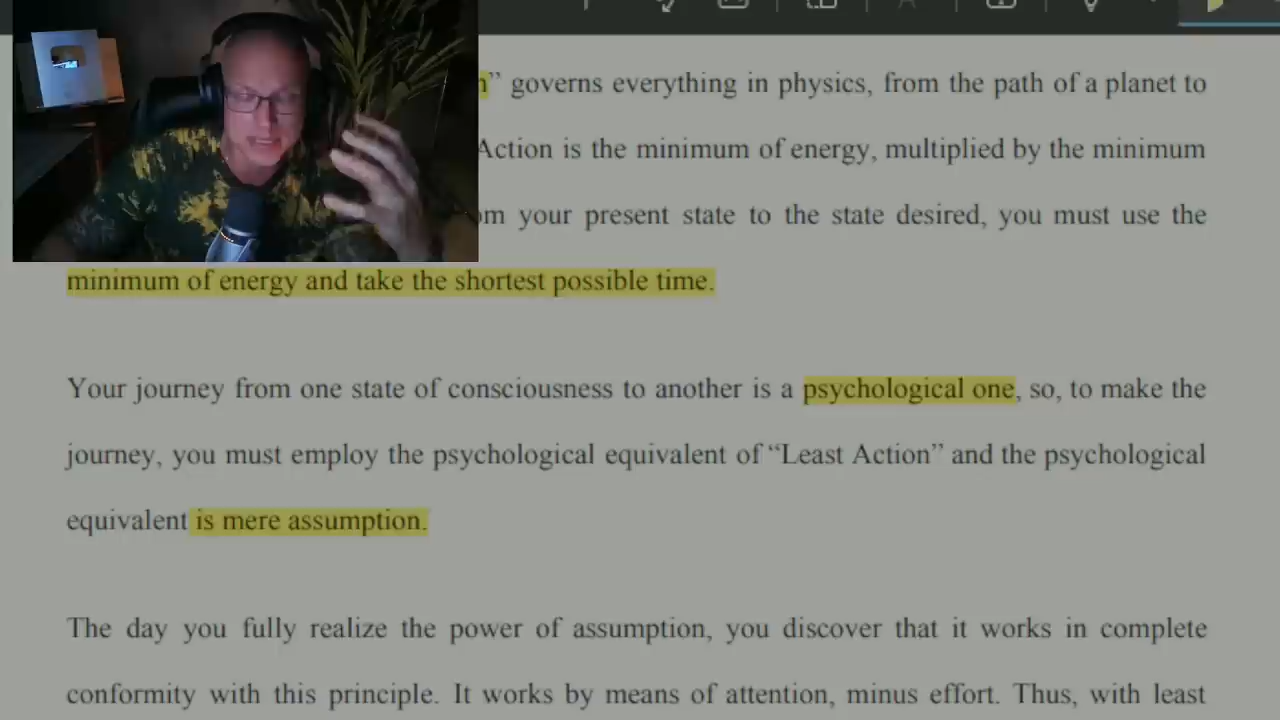 ” governs everything in physics, from the path of a planet to
Action is the minimum of energy, multiplied by the minimum
your present state to the state desired, you must use the
minimum of energy and take the shortest possible time.
Your journey from one state of consciousness to another is a psychological one, so, to make the
journey, you must employ the psychological equivalent of “Least Action” and the psychological
equivalent is mere assumption.
The day you fully realize the power of assumption, you discover that it works in complete
conformity with this principle. It works by means of attention, minus effort. Thus, with least